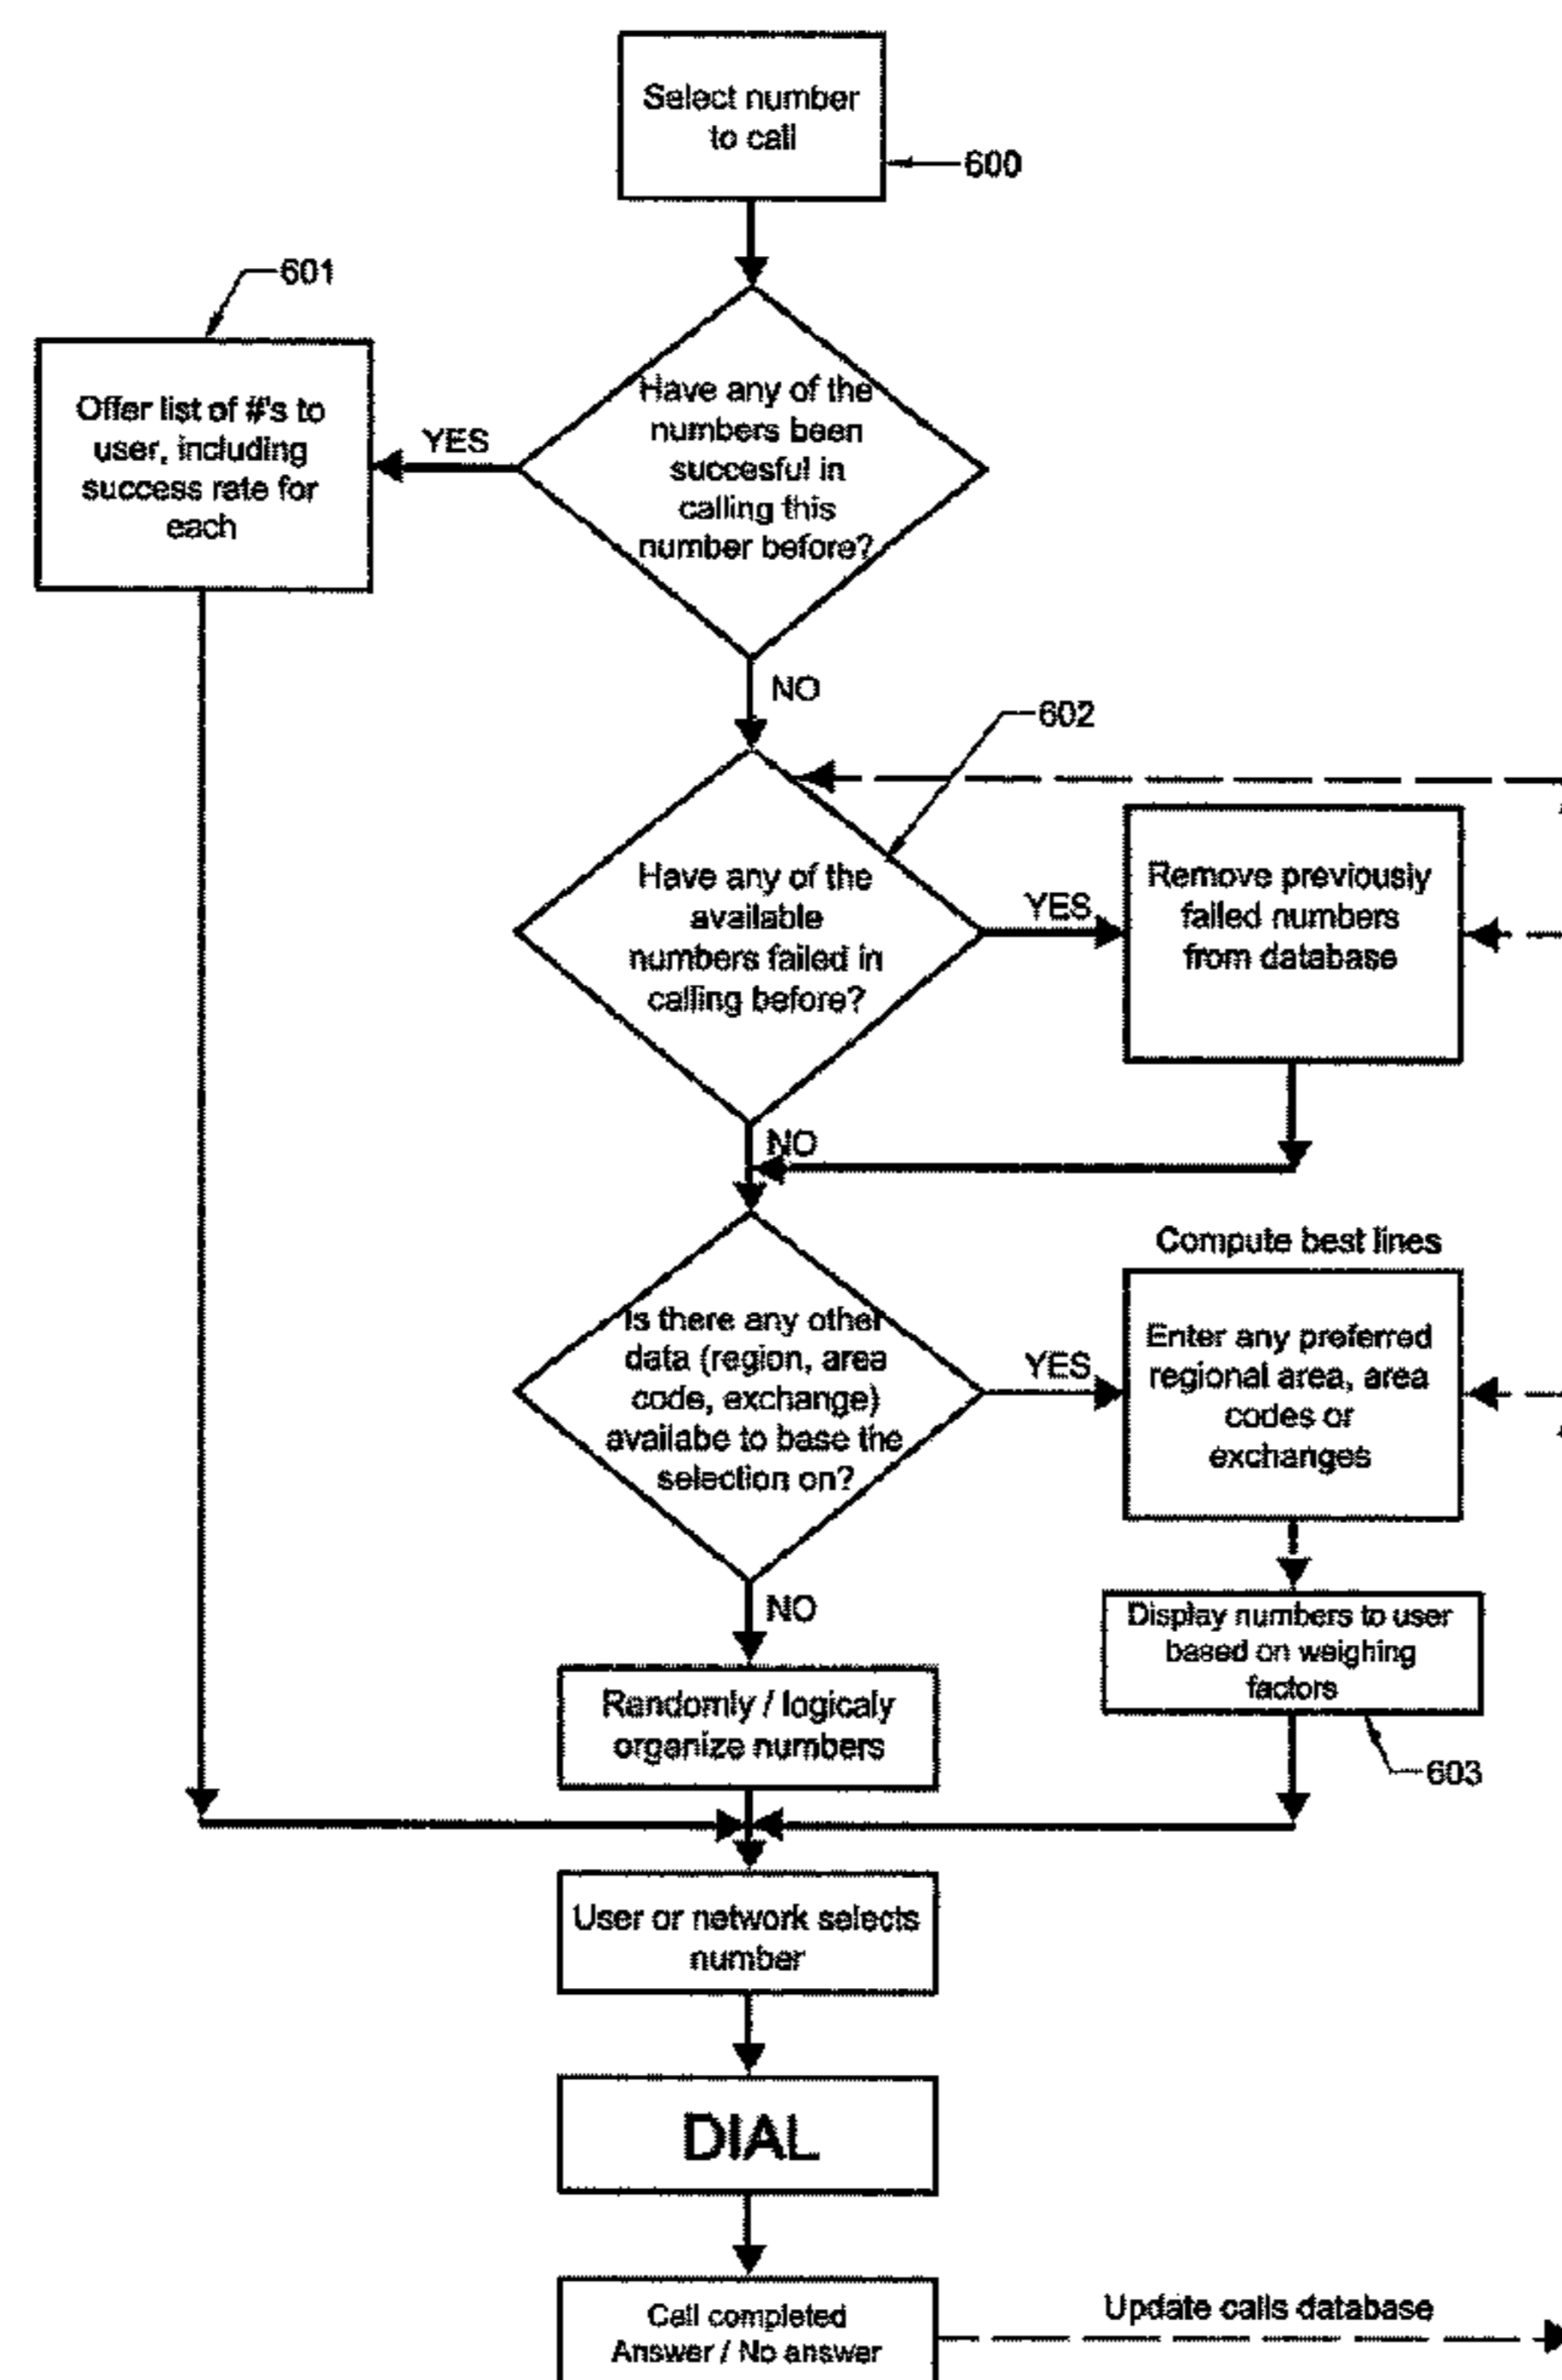 Select number
to call
600
601
Offer list of #'s to
user, including
success rate for
each
YES
Have any of the
numbers been
succesful in
calling this
number before?
NO
602
Have any of the
available
numbers failed in
calling before?
YES
Remove previously
failed numbers
from database
NO
Compute best lines
Is there any other
data (region, area
code, exchange)
availabe to base the
selection on?
YES
Enter any preferred
regional area, area
codes or
exchanges
NO
Display numbers to user
based on weighing
factors
603
Randomly / logicaly
organize numbers
User or network selects
number
DIAL
Call completed
Answer / No answer
Update calls database